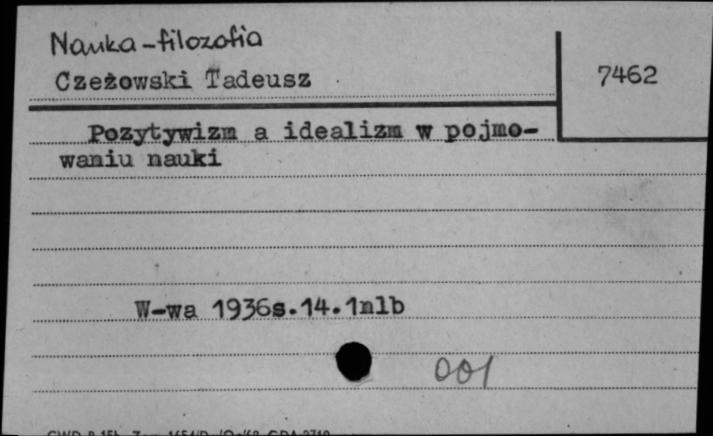 Nauka-filozofia
Czeżowski Tadeusz
7462
Pozytywizm a idealizm w pojmo-
waniu nauki
W-wa 1936s.14.1nlb
001